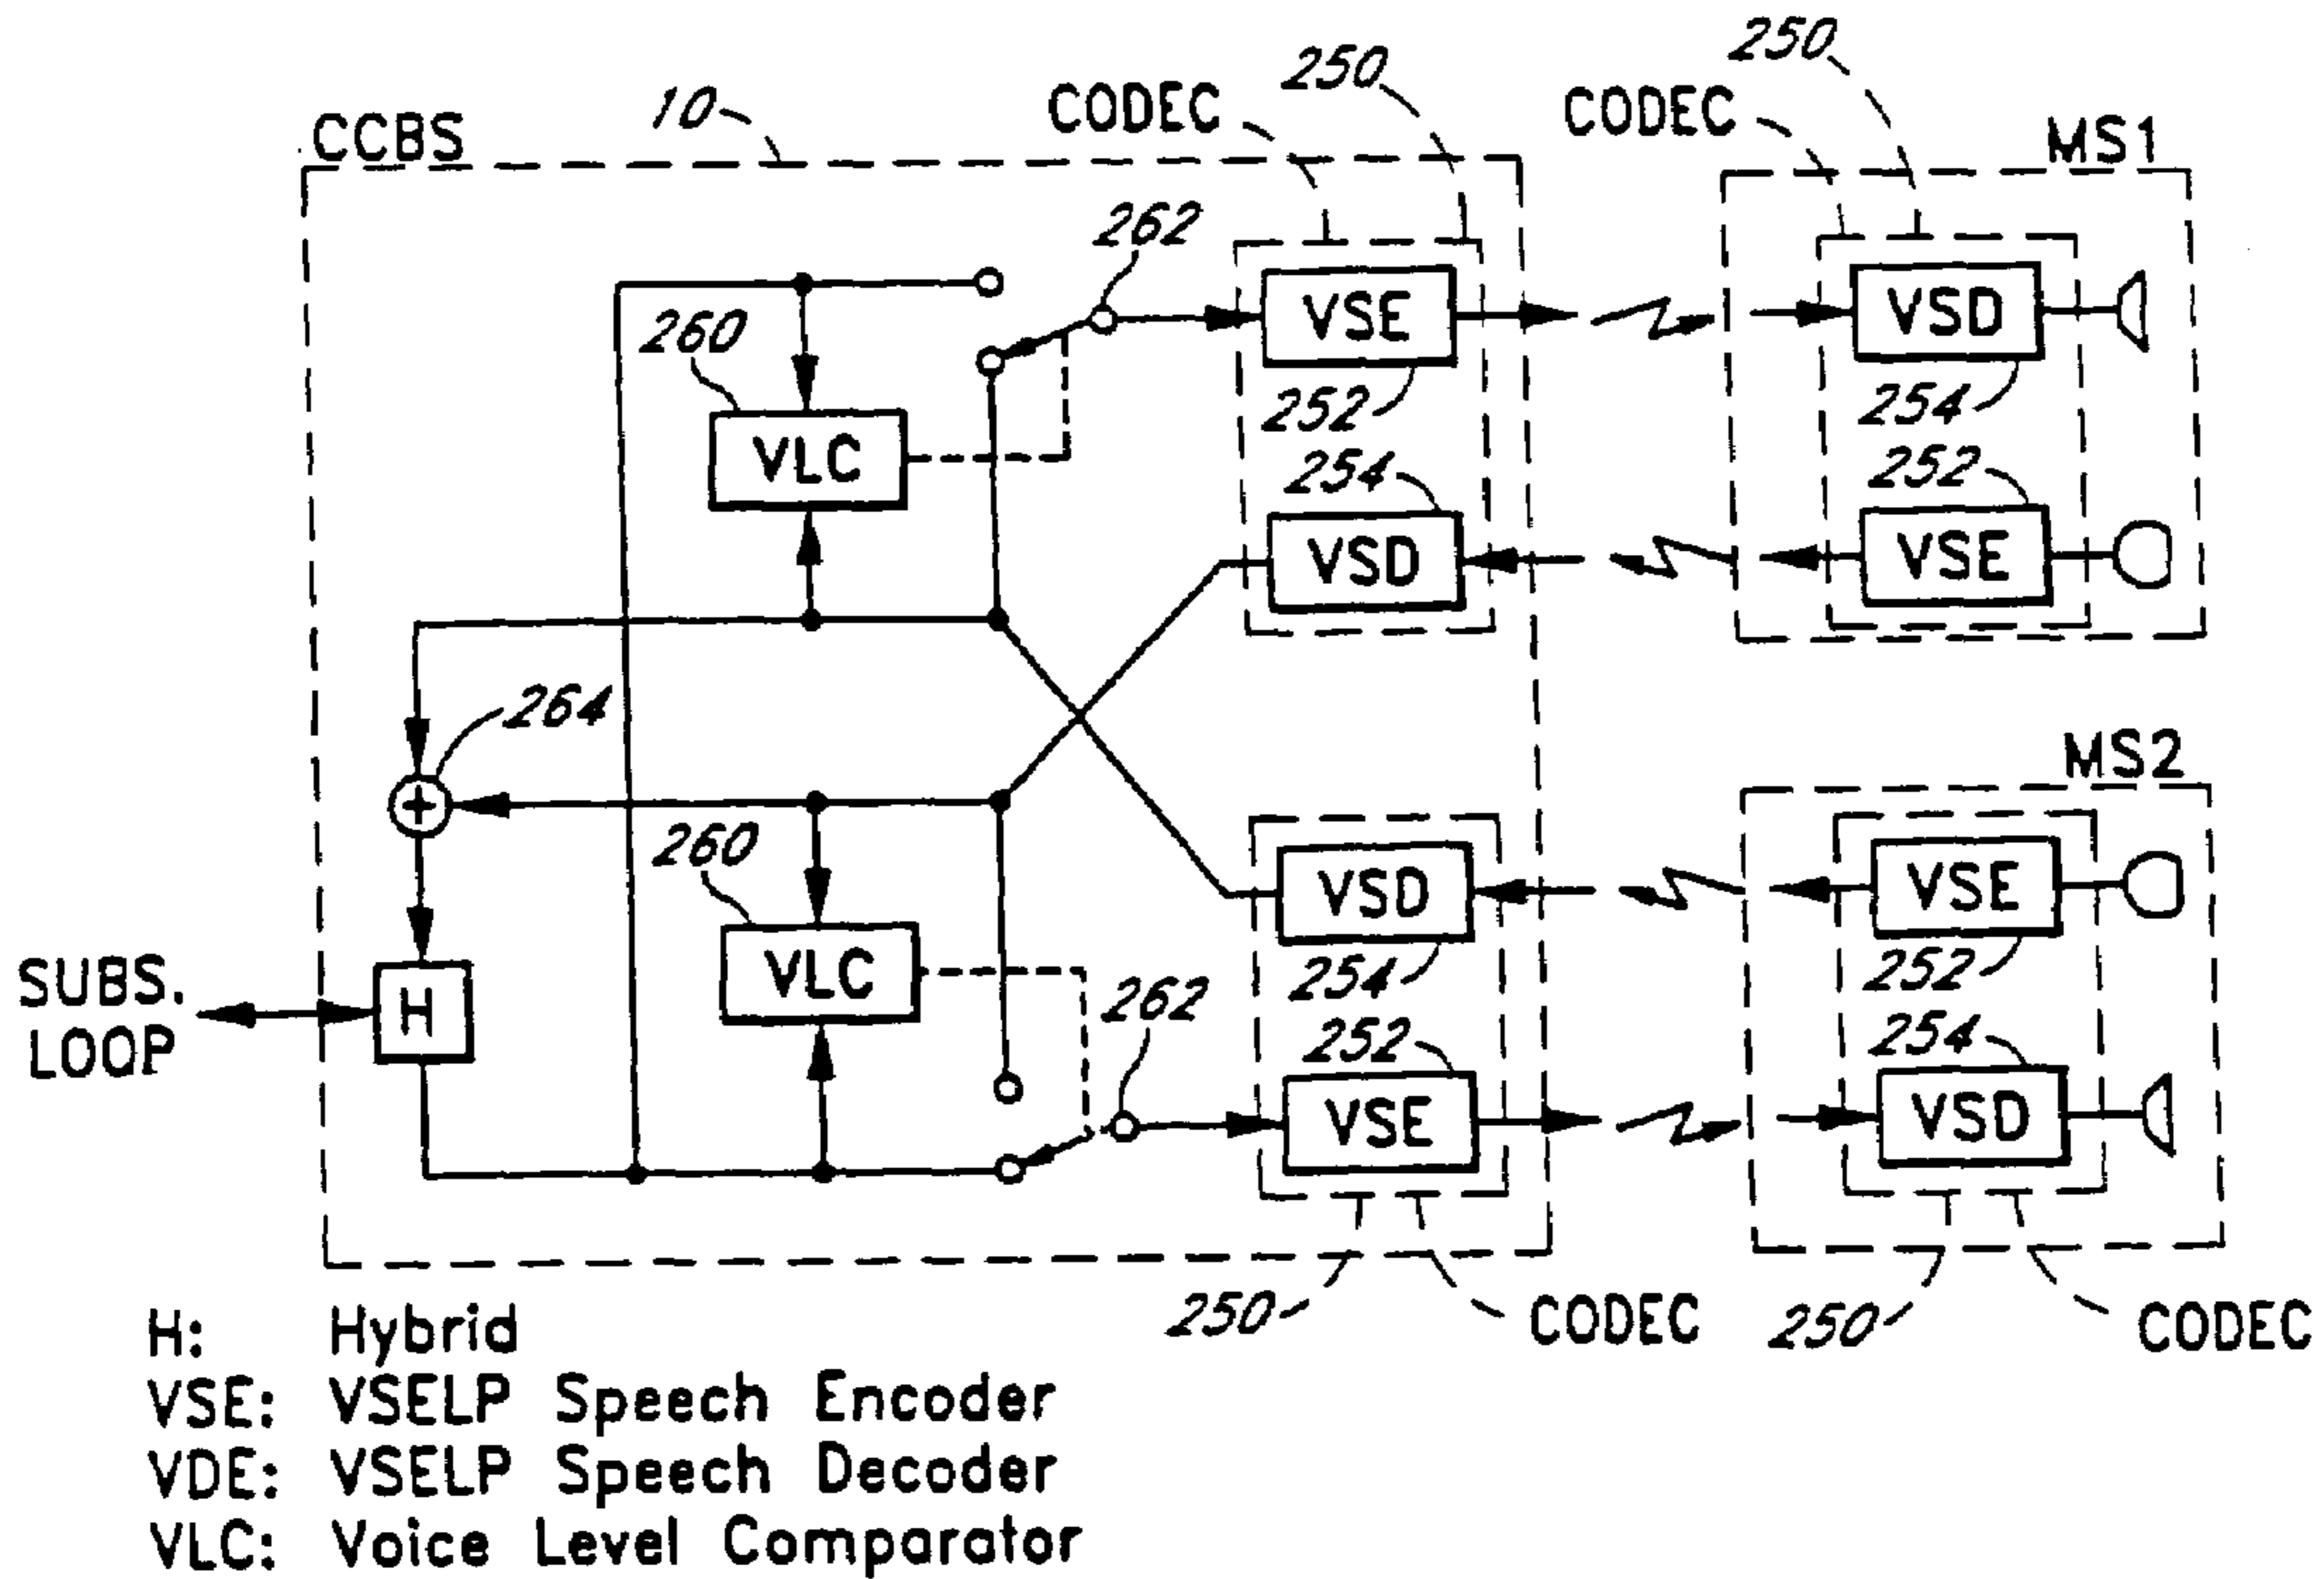 250
250
10
CODEC
CODEC
CCBS
MS1
262
260
VSE
VSD
252
254
VLC
254
252
VSD
VSE
264
MS2
260
VSD
VSE
254
252
VLC
262
SUBS.
LOOP
H
252
254
VSE
VSD
250
CODEC
250
CODEC
H: Hybrid
VSE: VSELP Speech Encoder
VDE: VSELP Speech Decoder
VLC: Voice Level Comparator